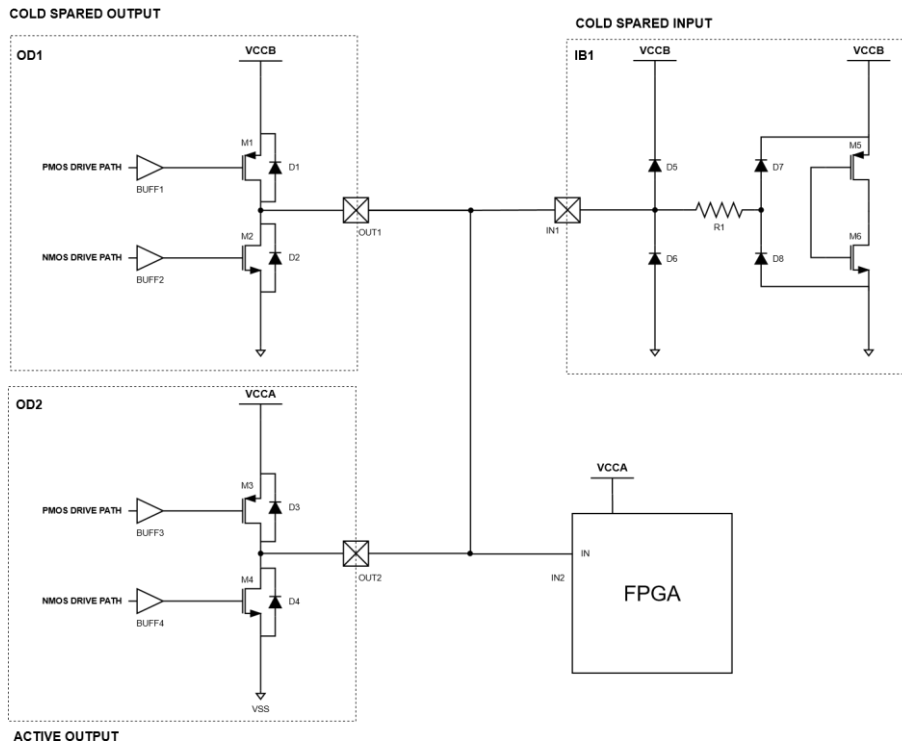 COLD SPARED OUTPUT
OD1
VCCB
M1
PMOS DRIVE PATH
D1
BUFF1
OUT1
M2
NMOS DRIVE PATH
D2
BUFF2
COLD SPARED INPUT
IB1
VCCB
VCCB
M5
D5
D7
IN1
R1
M6
D6
D8
OD2
VCCA
M3
PMOS DRIVE PATH
D3
BUFF3
OUT2
M4
NMOS DRIVE PATH
D4
BUFF4
VSS
ACTIVE OUTPUT
VCCA
IN
IN2
FPGA